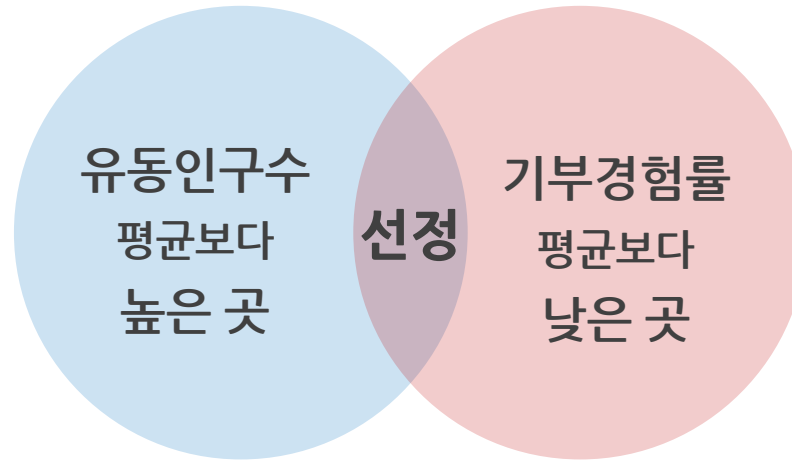 유동인구수
평균보다
높은 곳
선정
기부경험률
평균보다
낮은 곳